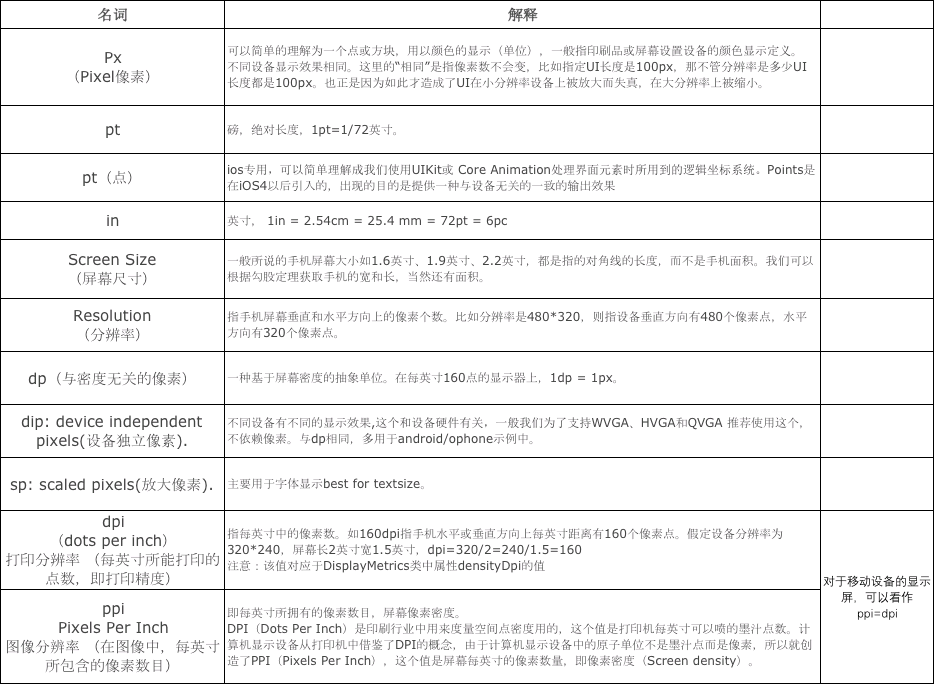 名词
解释
Px
（Pixel像素）
可以简单的理解为一个点或方块，用以颜色的显示（单位），一般指印刷品或屏幕设置设备的颜色显示定义。
不同设备显示效果相同。这里的“相同”是指像素数不会变，比如指定UI长度是100px，那不管分辨率是多少UI
长度都是100px。也正是因为如此才造成了UI在小分辨率设备上被放大而失真，在大分辨率上被缩小。
pt
磅，绝对长度，1pt=1/72英寸。
pt（点）
ios专用，可以简单理解成我们使用UIKit或 Core Animation处理界面元素时所用到的逻辑坐标系统。Points是
在iOS4以后引入的，出现的目的是提供一种与设备无关的一致的输出效果
in
英寸， 1in = 2.54cm = 25.4 mm = 72pt = 6pc
Screen Size
（屏幕尺寸）
一般所说的手机屏幕大小如1.6英寸、1.9英寸、2.2英寸，都是指的对角线的长度，而不是手机面积。我们可以
根据勾股定理获取手机的宽和长，当然还有面积。
Resolution
（分辨率）
指手机屏幕垂直和水平方向上的像素个数。比如分辨率是480*320，则指设备垂直方向有480个像素点，水平
方向有320个像素点。
dp（与密度无关的像素）
一种基于屏幕密度的抽象单位。在每英寸160点的显示器上，1dp = 1px。
dip: device independent
pixels(设备独立像素).
不同设备有不同的显示效果,这个和设备硬件有关，一般我们为了支持WVGA、HVGA和QVGA 推荐使用这个，
不依赖像素。与dp相同，多用于android/ophone示例中。
sp: scaled pixels(放大像素).
主要用于字体显示best for textsize。
dpi
（dots per inch）
打印分辨率 （每英寸所能打印的
点数，即打印精度）
指每英寸中的像素数。如160dpi指手机水平或垂直方向上每英寸距离有160个像素点。假定设备分辨率为
320*240，屏幕长2英寸宽1.5英寸，dpi=320/2=240/1.5=160
注意：该值对应于DisplayMetrics类中属性densityDpi的值
对于移动设备的显示
屏，可以看作
ppi=dpi
ppi
Pixels Per Inch
图像分辨率 （在图像中，每英寸
所包含的像素数目）
即每英寸所拥有的像素数目，屏幕像素密度。
DPI（Dots Per Inch）是印刷行业中用来度量空间点密度用的，这个值是打印机每英寸可以喷的墨汁点数。计
算机显示设备从打印机中借鉴了DPI的概念，由于计算机显示设备中的原子单位不是墨汁点而是像素，所以就创
造了PPI（Pixels Per Inch），这个值是屏幕每英寸的像素数量，即像素密度（Screen density）。